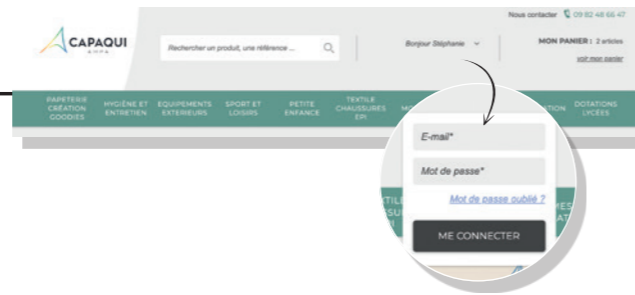 Nous contacter 09 82 48 66 47
CAPAQUI
Rechercher un produit, une référence ...
Bonjour Stéphanie
MON PANIER : 2 articles
voir mon panier
PAPETERIE
CRÉATION
GOODIES
HYGIÈNE ET
ENTRETIEN
EQUIPEMENTS
EXTERIEURS
SPORT ET
LOISIRS
PETITE
ENFANCE
TEXTILE
CHAUSSURES
EPI
DOTATIONS
LYCÉES
E-mail*
Mot de passe*
Mot de passe oublié ?
ME CONNECTER